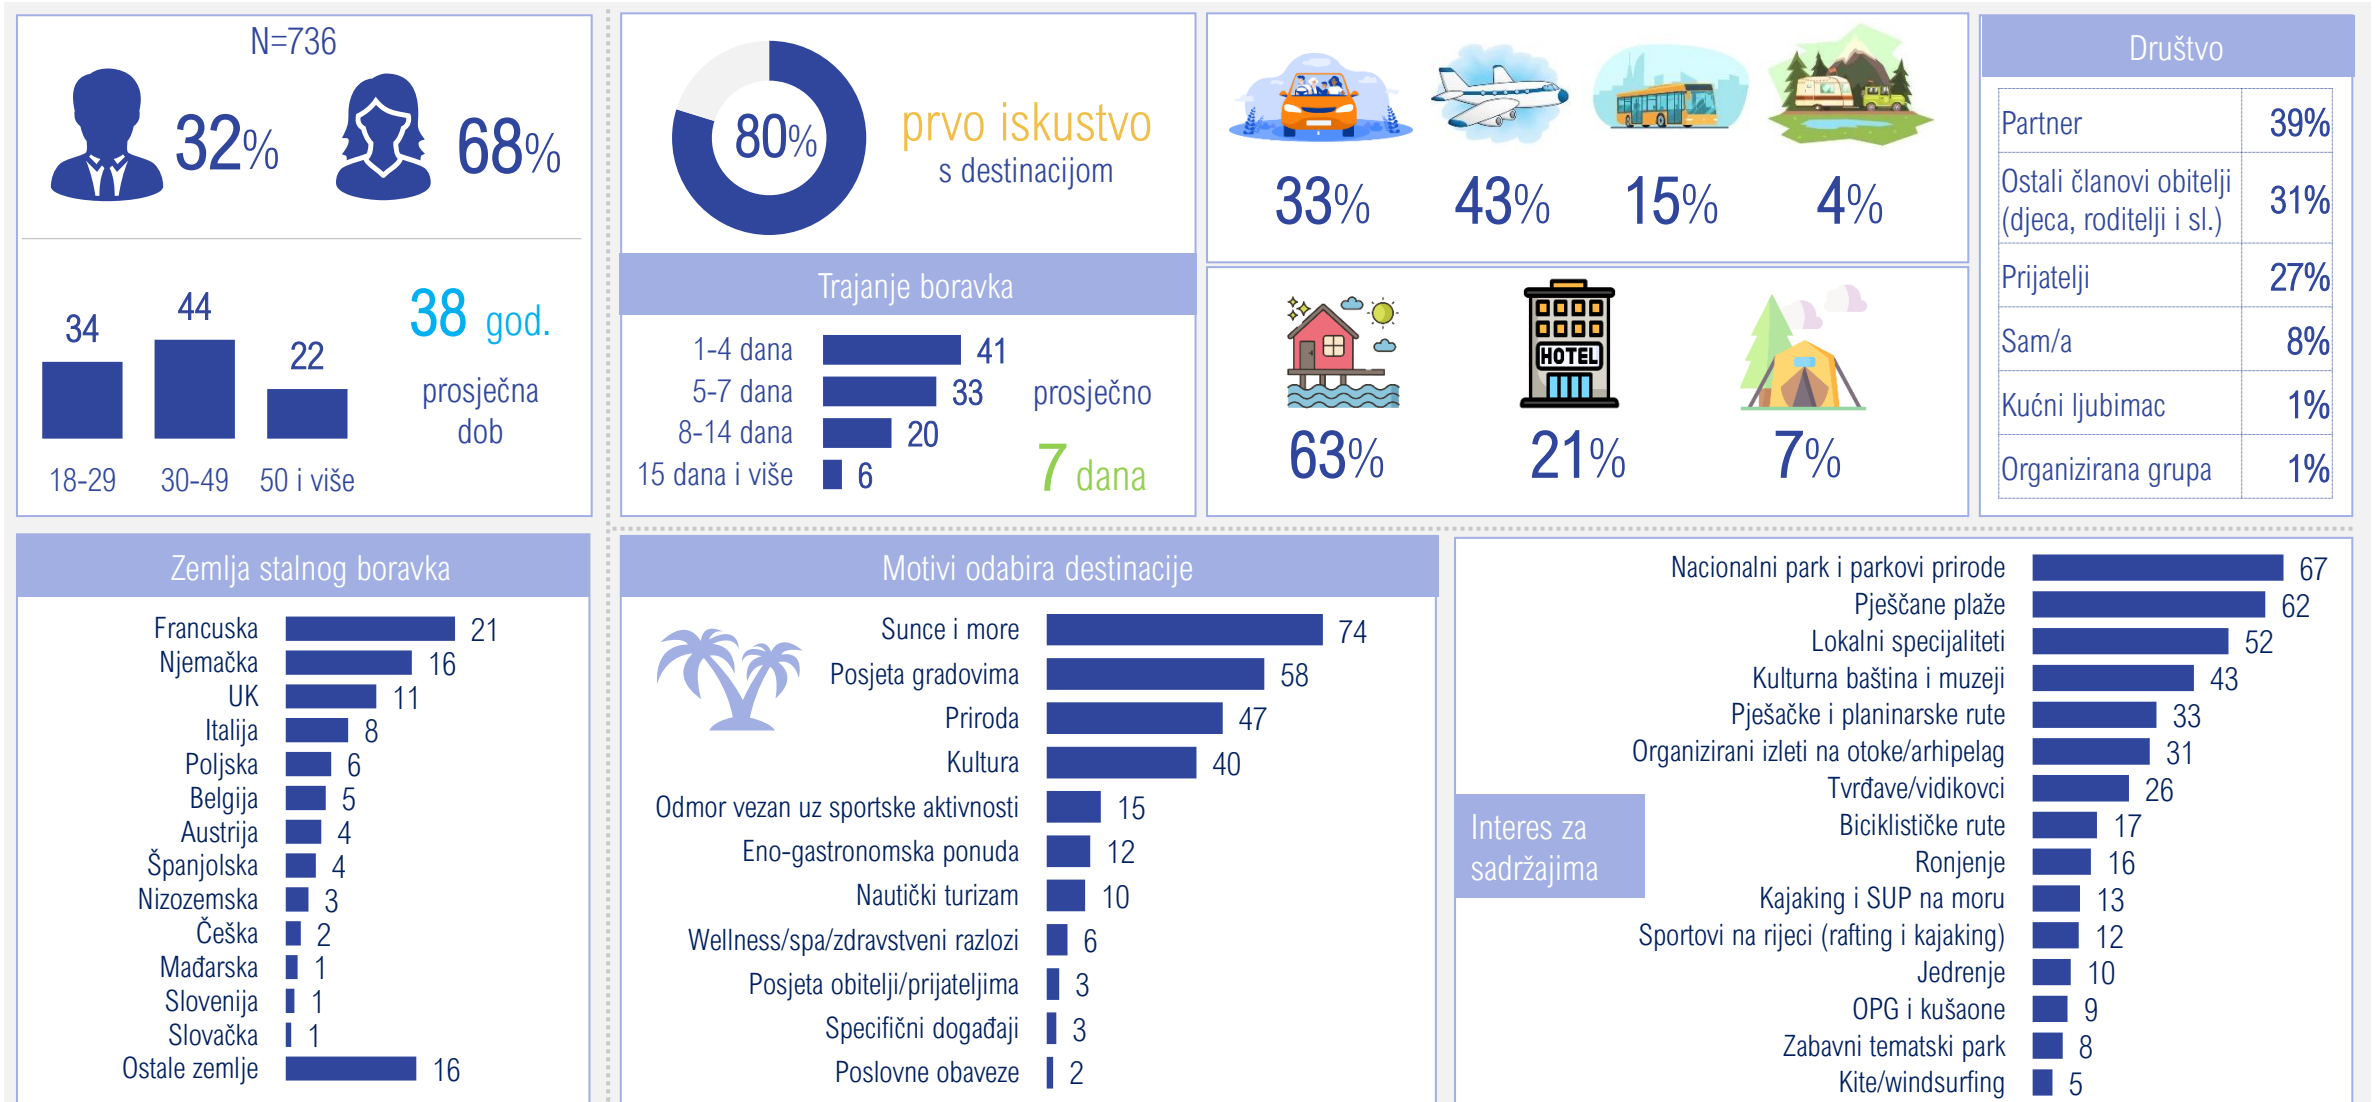 N=736
32%
68%
34
44
22
18-29
30-49
50 i više
38 god.
prosječna
dob
80%
prvo iskustvo
s destinacijom
Trajanje boravka
1-4 dana 41
5-7 dana 33
8-14 dana 20
15 dana i više 6
prosječno
7 dana
33%
43%
15%
4%
HOTEL
63%
21%
7%
Društvo
Partner 39%
Ostali članovi obitelji
(djeca, roditelji i sl.) 31%
Prijatelji 27%
Sam/a 8%
Kućni ljubimac 1%
Organizirana grupa 1%
Zemlja stalnog boravka
Francuska 21
Njemačka 16
UK 11
Italija 8
Poljska 6
Belgija 5
Austrija 4
Španjolska 4
Nizozemska 3
Češka 2
Mađarska 1
Slovenija 1
Slovačka 1
Ostale zemlje 16
Motivi odabira destinacije
Sunce i more 74
Posjeta gradovima 58
Priroda 47
Kultura 40
Odmor vezan uz sportske aktivnosti 15
Eno-gastronomska ponuda 12
Nautički turizam 10
Wellness/spa/zdravstveni razlozi 6
Posjeta obitelji/prijateljima 3
Specifični događaji 3
Poslovne obaveze 2
Interes za
sadržajima
Nacionalni park i parkovi prirode 67
Pješčane plaže 62
Lokalni specijaliteti 52
Kulturna baština i muzeji 43
Pješačke i planinarske rute 33
Organizirani izleti na otoke/arhipelag 31
Tvrđave/vidikovci 26
Biciklističke rute 17
Ronjenje 16
Kajaking i SUP na moru 13
Sportovi na rijeci (rafting i kajaking) 12
Jedrenje 10
OPG i kušaone 9
Zabavni tematski park 8
Kite/windsurfing 5